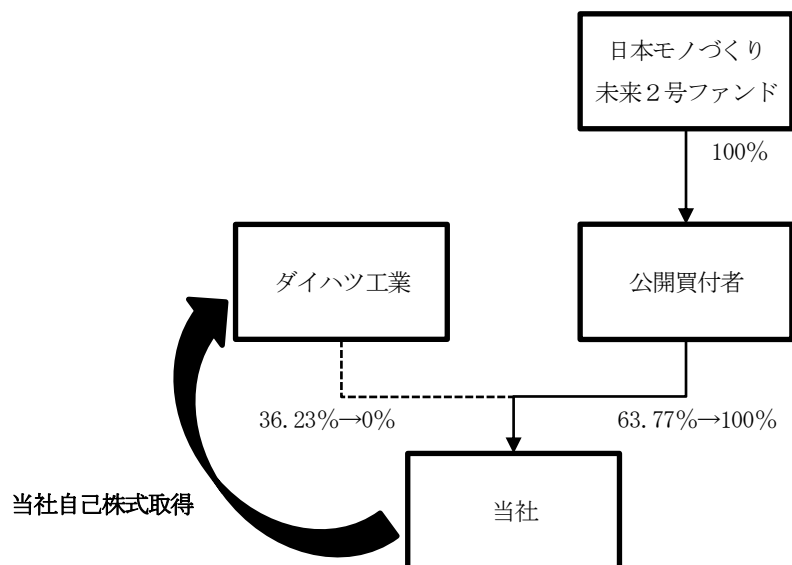 日本モノづくり
未来２号ファンド
100%
ダイハツ工業
公開買付者
36.23%→0%
63.77%→100%
当社自己株式取得
当社